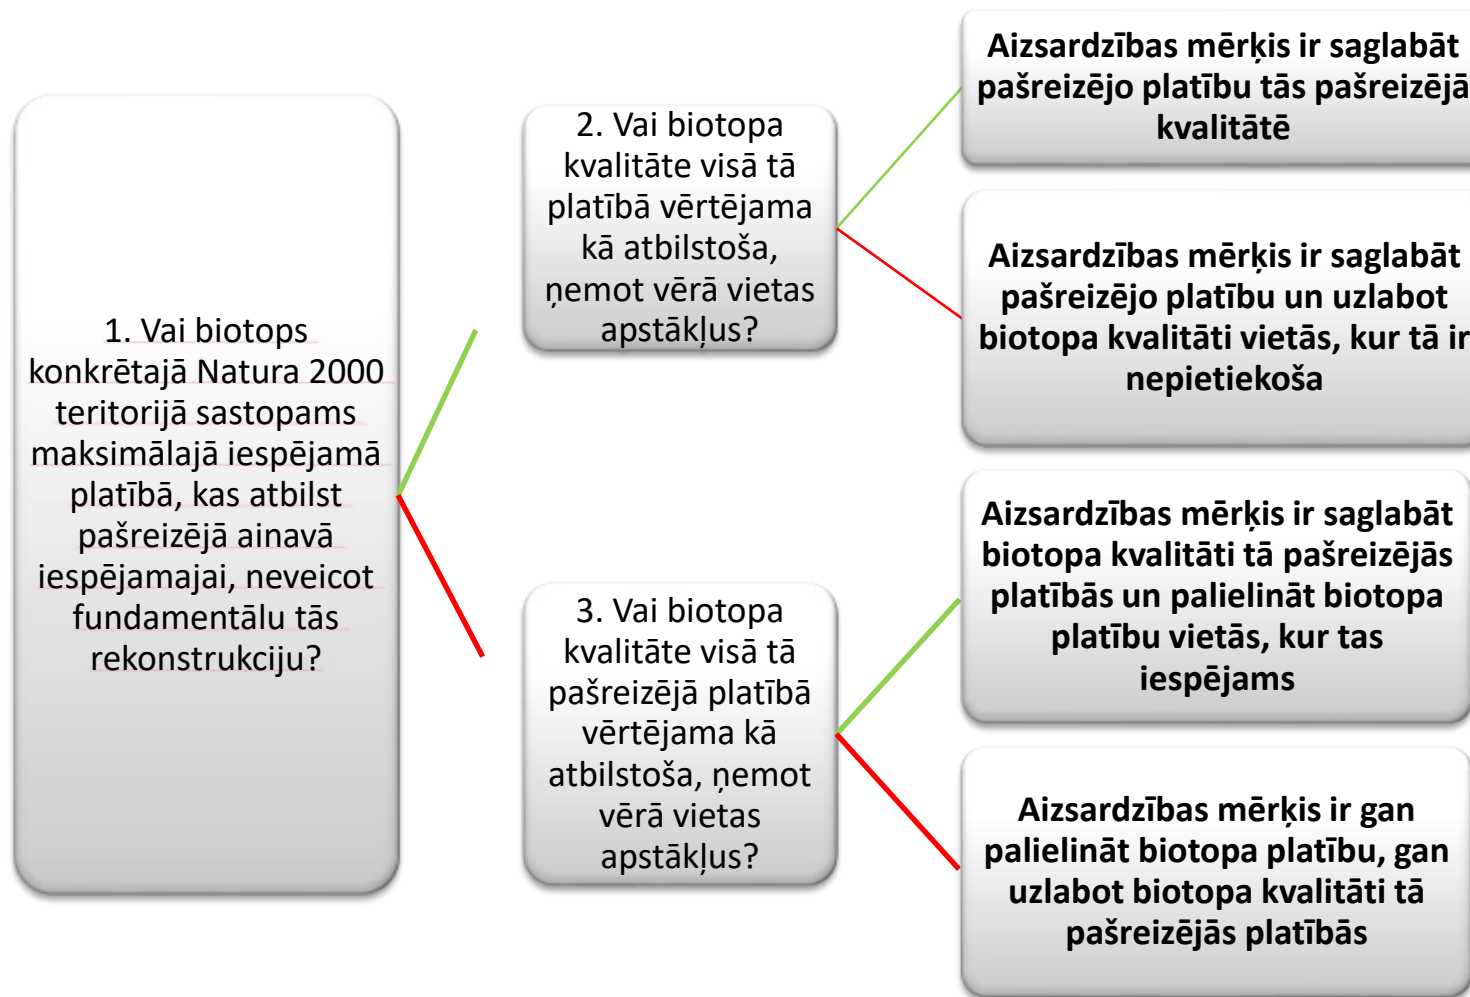 1. Vai biotops
konkrētajā Natura 2000
teritorijā sastopams
maksimālajā iespējamā
platībā, kas atbilst
pašreizējā ainavā
iespējamajai, neveicot
fundamentālu tās
rekonstrukciju?
2. Vai biotopa
kvalitāte visā tā
platībā vērtējama
kā atbilstoša,
ņemot vērā vietas
apstākļus?
Aizsardzības mērķis ir saglabāt
pašreizējo platību tās pašreizējā
kvalitātē
Aizsardzības mērķis ir saglabāt
pašreizējo platību un uzlabot
biotopa kvalitāti vietās, kur tā ir
nepietiekoša
3. Vai biotopa
kvalitāte visā tā
pašreizējā platībā
vērtējama kā
atbilstoša, ņemot
vērā vietas
apstākļus?
Aizsardzības mērķis ir saglabāt
biotopa kvalitāti tā pašreizējās
platībās un palielināt biotopa
platību vietās, kur tas
iespējams
Aizsardzības mērķis ir gan
palielināt biotopa platību, gan
uzlabot biotopa kvalitāti tā
pašreizējās platībās